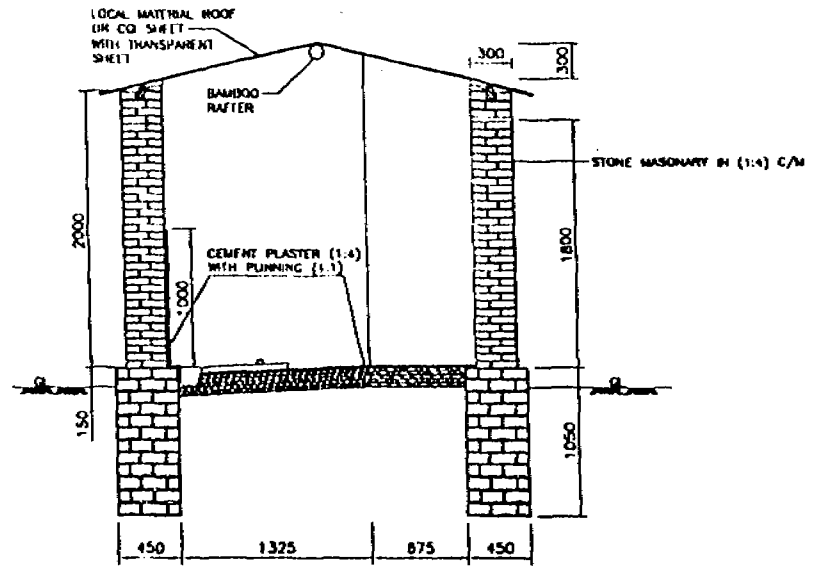 LOCAL MATERIAL ROOF
OR CGI SHEET
WITH TRANSPARENT
SHEET
300
300
BAMBOO
RAFTER
STONE MASONARY IN (1:4) C/M
2000
1800
CEMENT PLASTER (1:4)
WITH PUNNING (1:1)
1000
150
1050
450
1325
675
450